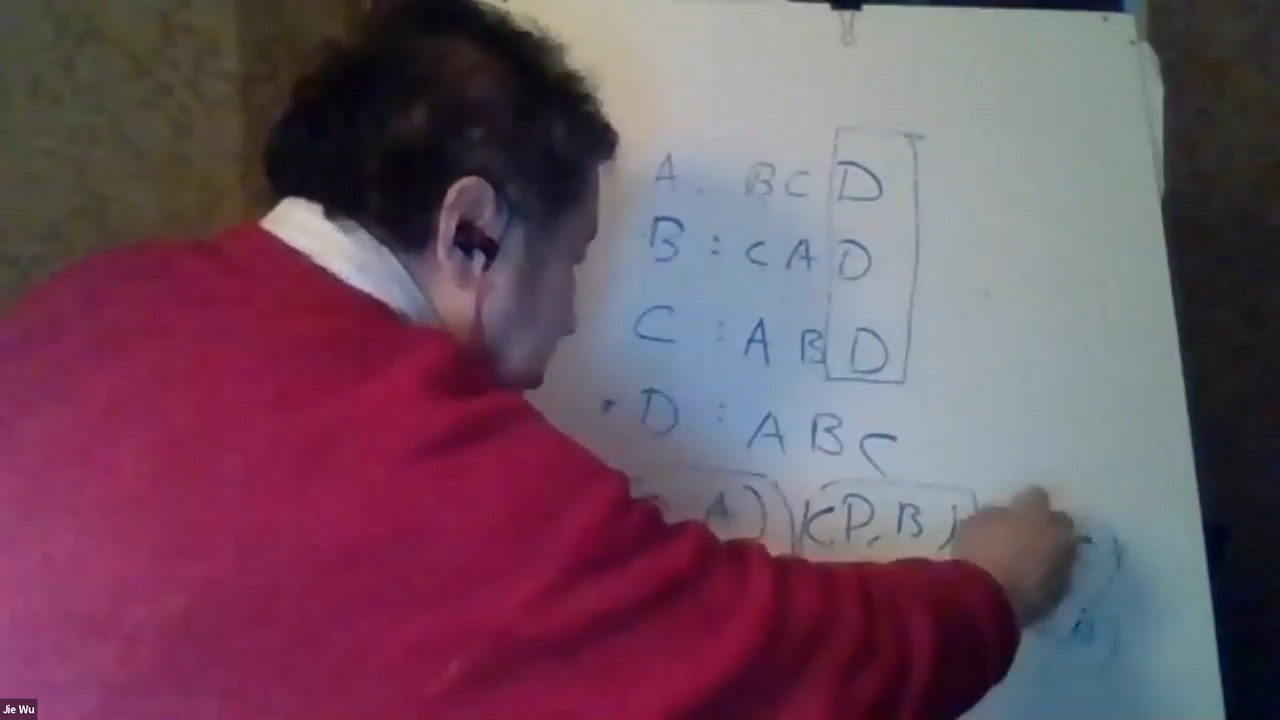 A. BCD
B : CAD
C : ABD
D : ABC
A) (D, B)
Jie Wu